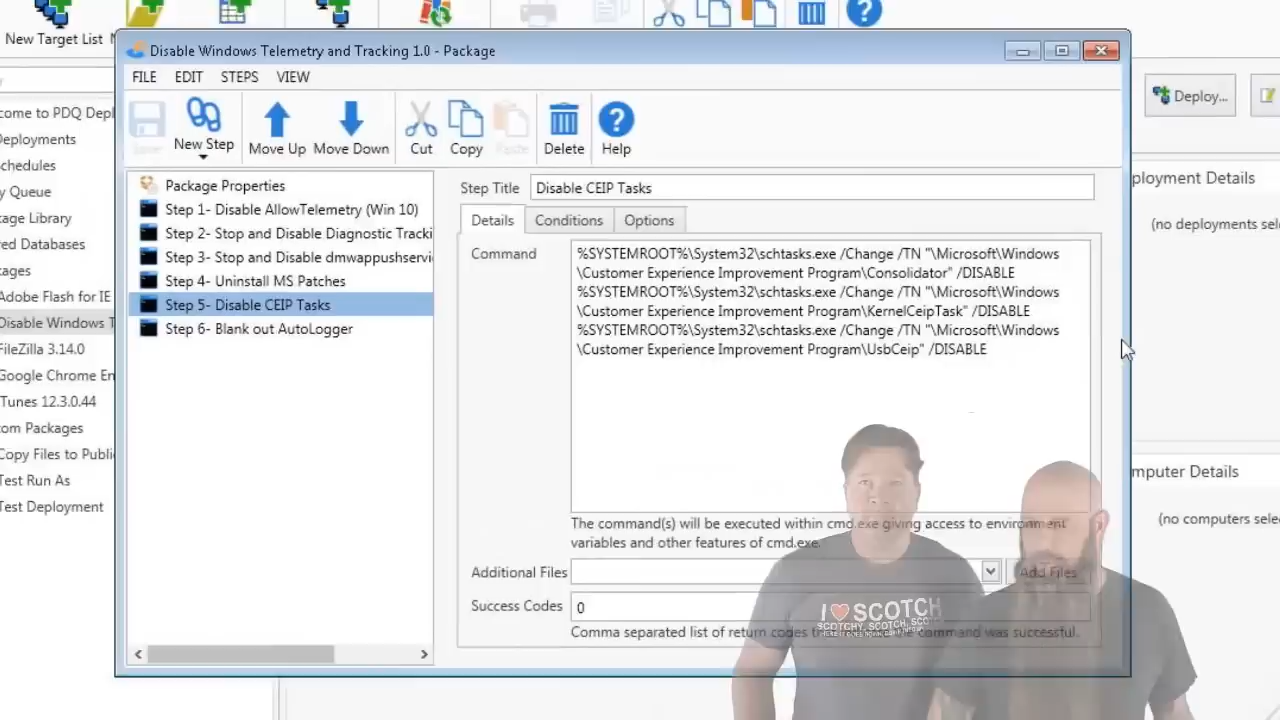 New Target List
Disable Windows Telemetry and Tracking 1.0 - Package
FILE EDIT STEPS VIEW
New Step Move Up Move Down Cut Copy Paste Delete Help
Deploy...
come to PDQ Depl
Deployments
chedules
y Queue
kage Library
red Databases
ages
Adobe Flash for IE
Disable Windows T
FileZilla 3.14.0
Google Chrome En
iTunes 12.3.0.44
om Packages
Copy Files to Publi
Test Run As
Test Deployment
Package Properties
Step 1- Disable AllowTelemetry (Win 10)
Step 2- Stop and Disable Diagnostic Tracki
Step 3- Stop and Disable dmwappushservi
Step 4- Uninstall MS Patches
Step 5- Disable CEIP Tasks
Step 6- Blank out AutoLogger
Step Title Disable CEIP Tasks
Details Conditions Options
Command
%SYSTEMROOT%\System32\schtasks.exe /Change /TN "\Microsoft\Windows
\Customer Experience Improvement Program\Consolidator" /DISABLE
%SYSTEMROOT%\System32\schtasks.exe /Change /TN "\Microsoft\Windows
\Customer Experience Improvement Program\KernelCeipTask" /DISABLE
%SYSTEMROOT%\System32\schtasks.exe /Change /TN "\Microsoft\Windows
\Customer Experience Improvement Program\UsbCeip" /DISABLE
The command(s) will be executed within cmd.exe giving access to environment
variables and other features of cmd.exe.
Additional Files Add Files
Success Codes 0
Comma separated list of return codes command was successful.
ployment Details
(no deployments sele
mputer Details
(no computers selec
I SCOTCH
SCOTCHY, SCOTCH, SCO